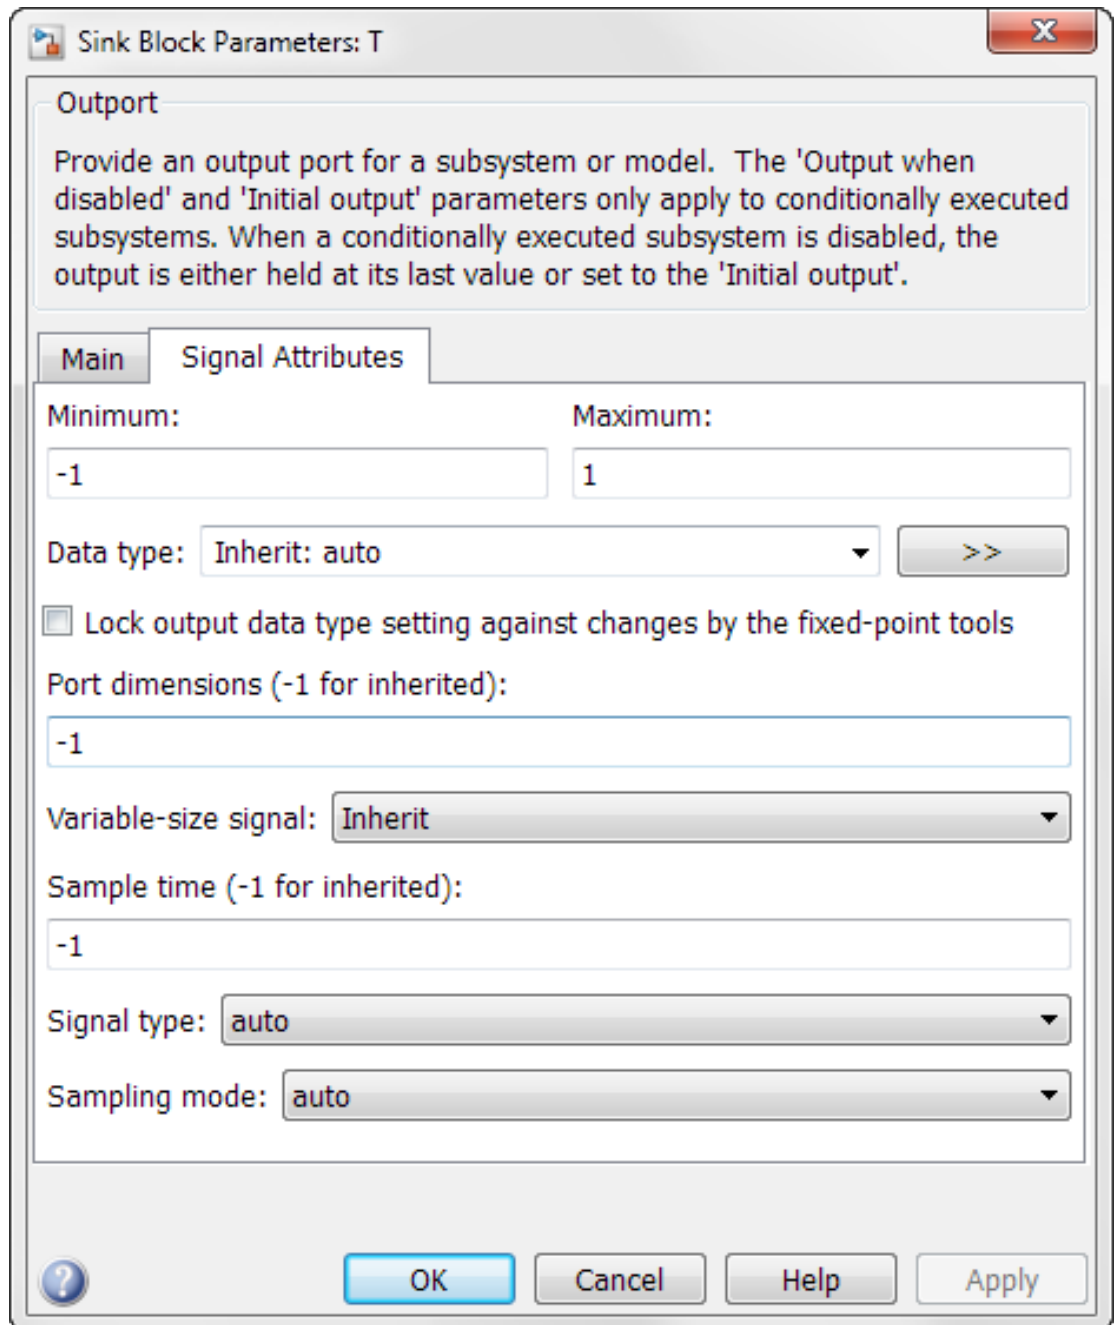 Sink Block Parameters: T
X
Outport
Provide an output port for a subsystem or model.  The 'Output when
disabled' and 'Initial output' parameters only apply to conditionally executed
subsystems. When a conditionally executed subsystem is disabled, the
output is either held at its last value or set to the 'Initial output'.
Main Signal Attributes
Minimum: Maximum:
-1 1
Data type: Inherit: auto >>
Lock output data type setting against changes by the fixed-point tools
Port dimensions (-1 for inherited):
-1
Variable-size signal: Inherit
Sample time (-1 for inherited):
-1
Signal type: auto
Sampling mode: auto
? OK Cancel Help Apply